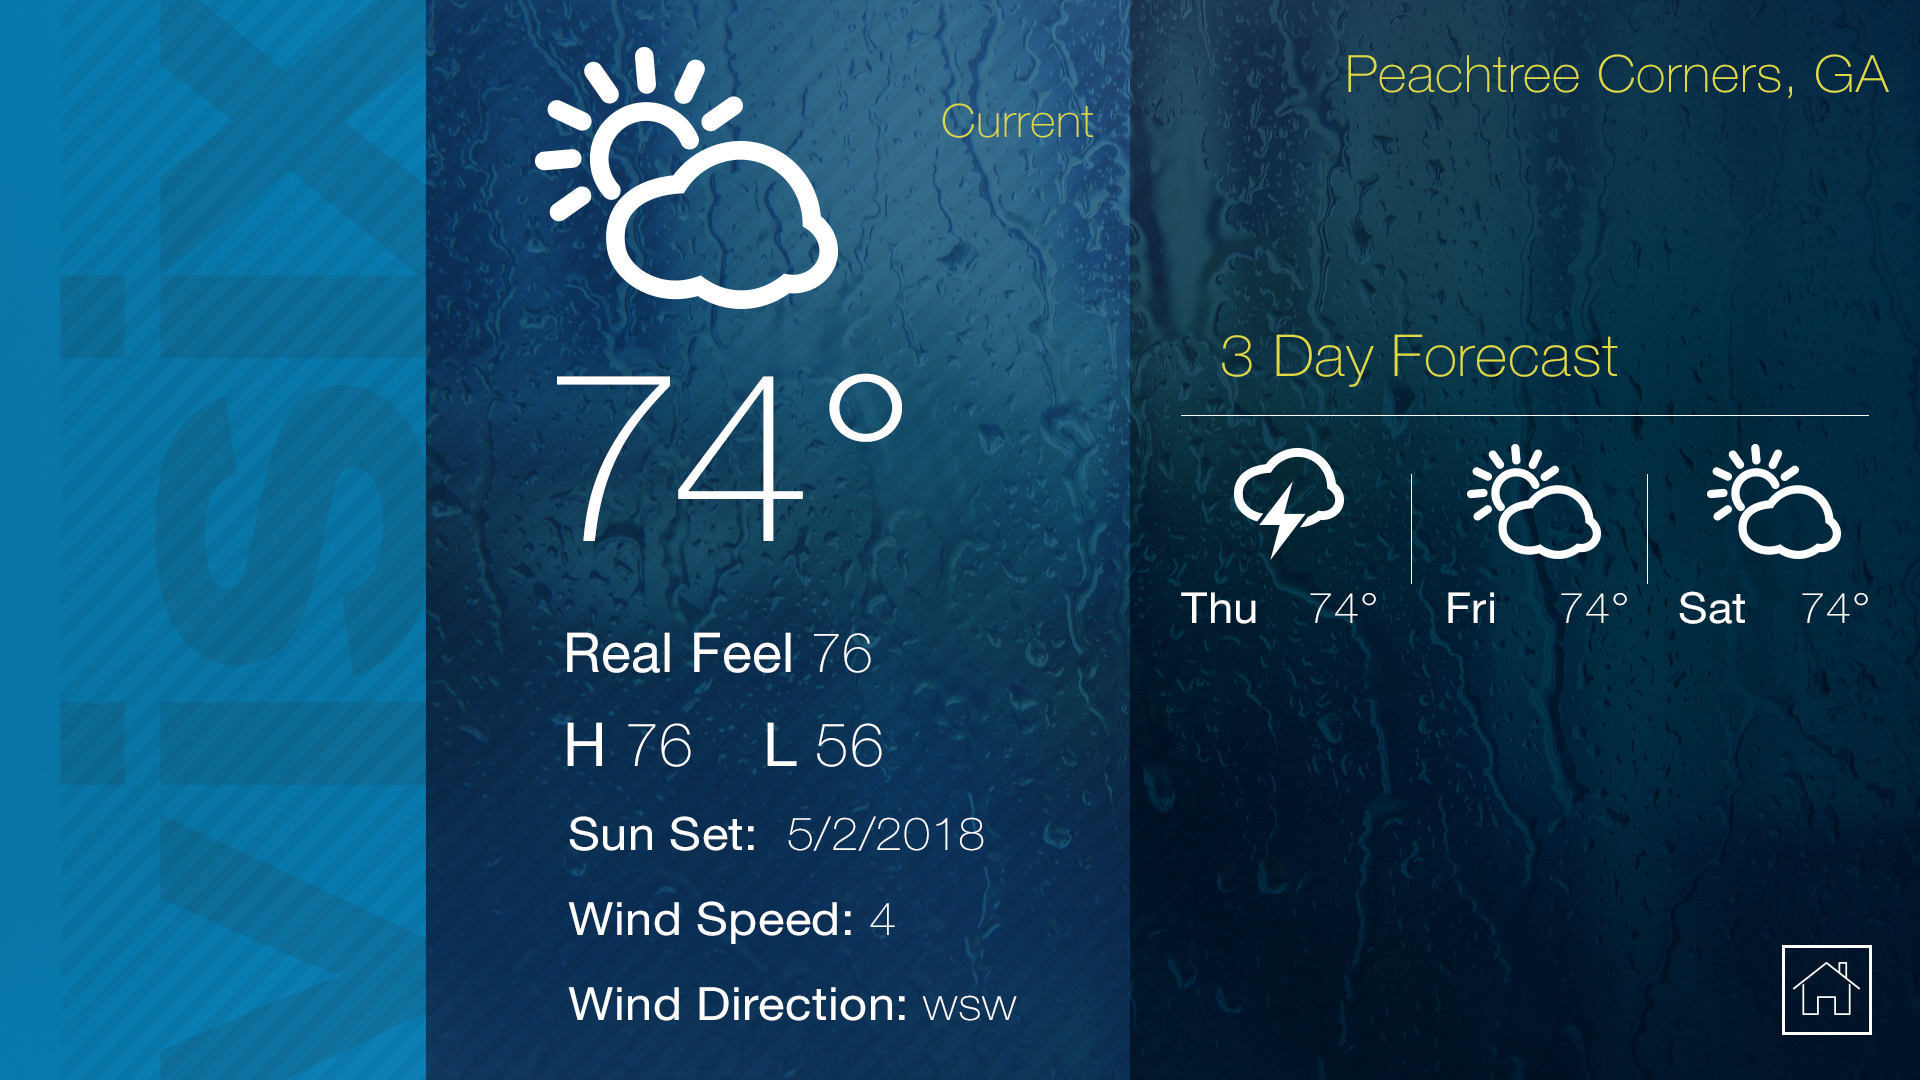 visix
Current
74°
Real Feel 76
H 76 L 56
Sun Set: 5/2/2018
Wind Speed: 4
Wind Direction: wsw
Peachtree Corners, GA
3 Day Forecast
Thu 74° Fri 74° Sat 74°